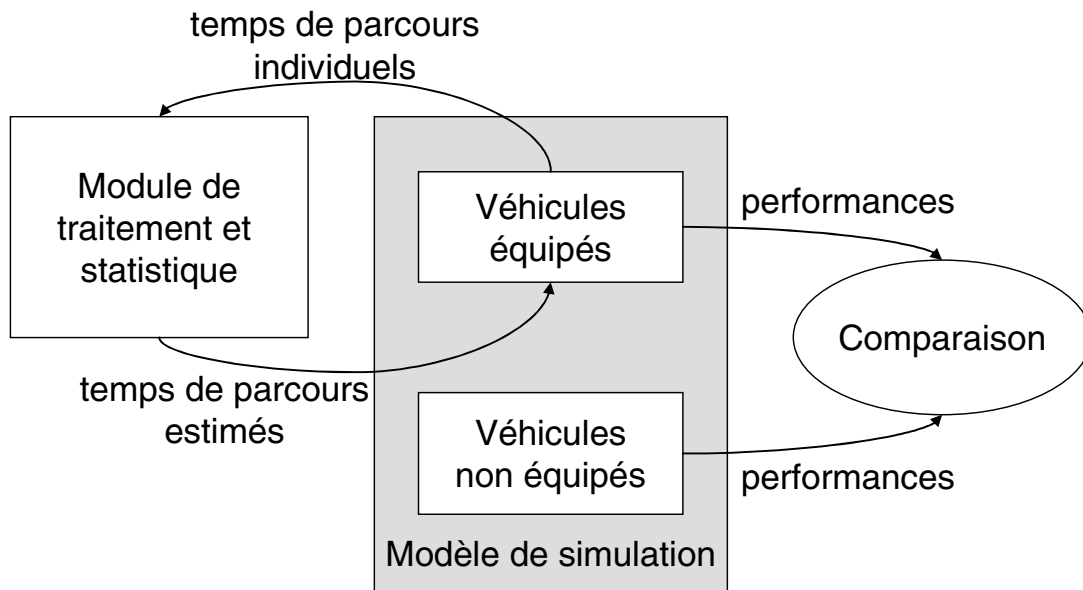 temps de parcours
individuels
Module de
traitement et
statistique
Véhicules
équipés
performances
Comparaison
temps de parcours
estimés
Véhicules
non équipés
performances
Modèle de simulation